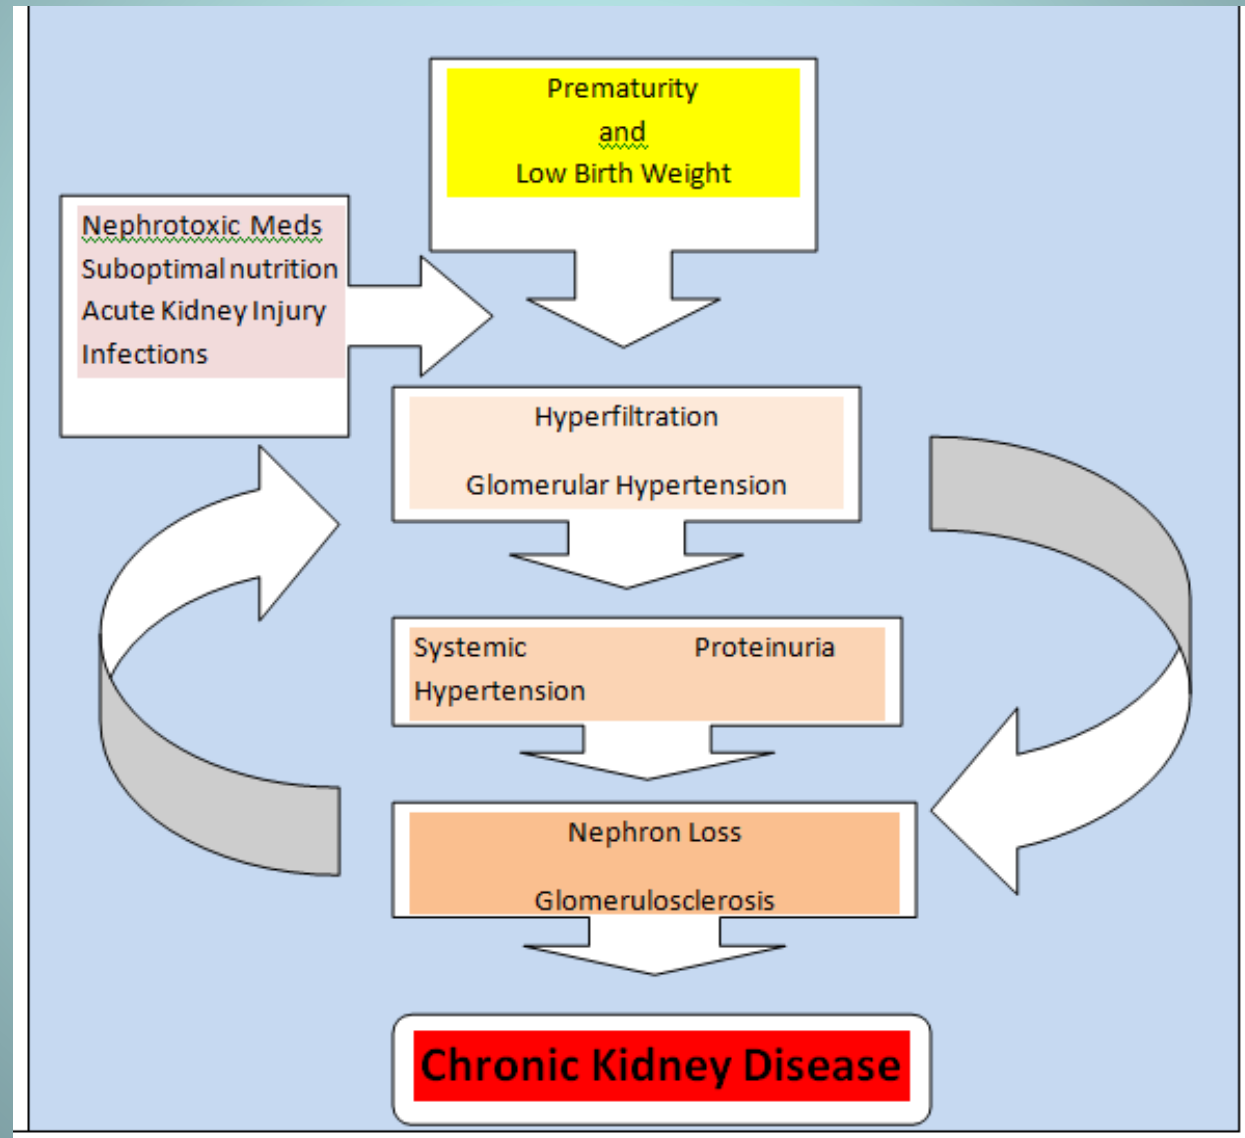 Prematurity
and
Low Birth Weight
Nephrotoxic Meds
Suboptimal nutrition
Acute Kidney Injury
Infections
Hyperfiltration
Glomerular Hypertension
Systemic Proteinuria
Hypertension
Nephron Loss
Glomerulosclerosis
Chronic Kidney Disease